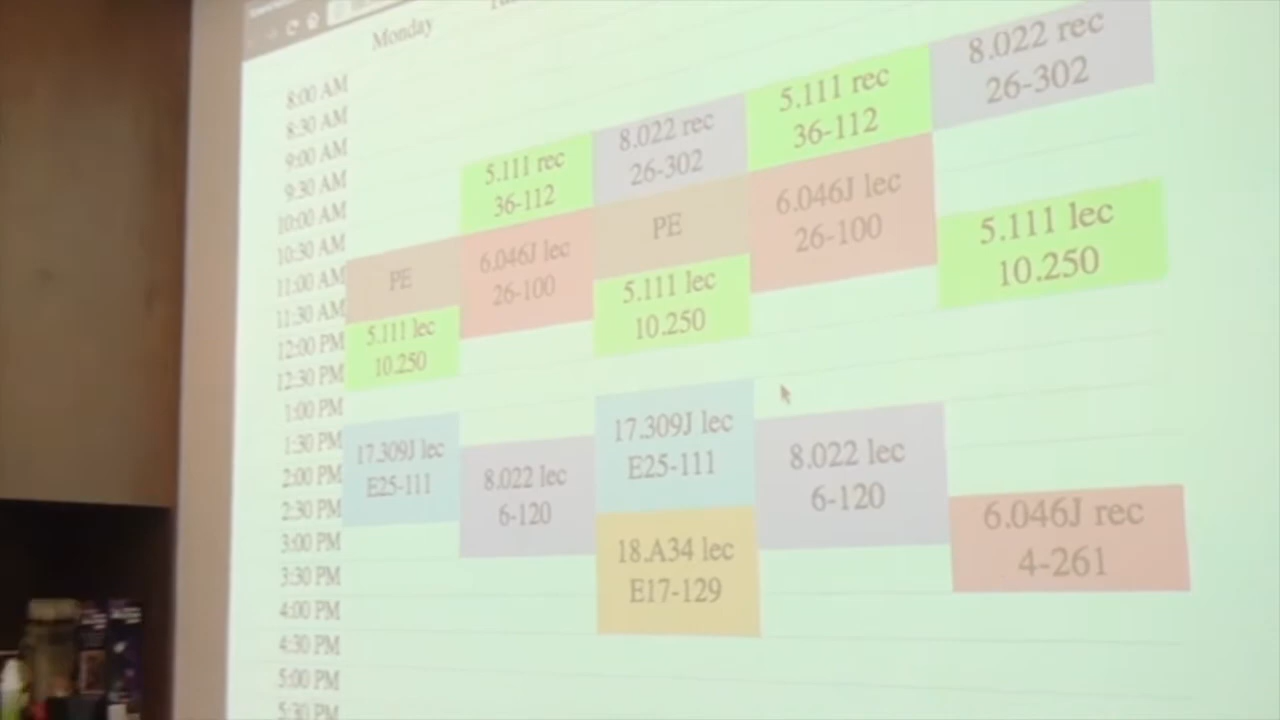 Monday
8:00 AM
8:30 AM
9:00 AM
9:30 AM
10:00 AM
10:30 AM
11:00 AM
11:30 AM
12:00 PM
12:30 PM
1:00 PM
1:30 PM
2:00 PM
2:30 PM
3:00 PM
3:30 PM
4:00 PM
4:30 PM
5:00 PM
5:30 PM
PE
5.111 lec
10.250
17.309J lec
E25-111
5.111 rec
36-112
6.046J lec
26-100
8.022 lec
6-120
8.022 rec
26-302
PE
5.111 lec
10.250
17.309J lec
E25-111
18.A34 lec
E17-129
5.111 rec
36-112
6.046J lec
26-100
8.022 lec
6-120
8.022 rec
26-302
5.111 lec
10.250
6.046J rec
4-261